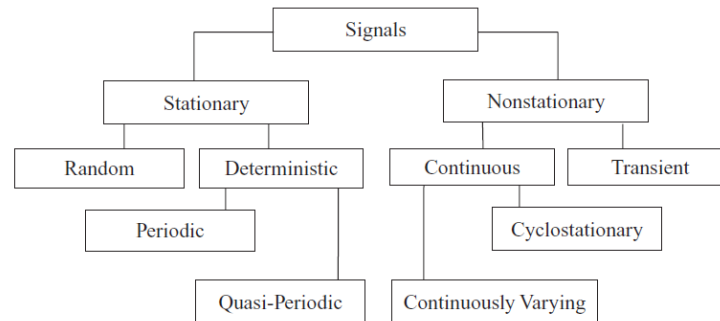 Signals
Stationary
Nonstationary
Random
Deterministic
Continuous
Transient
Periodic
Cyclostationary
Quasi-Periodic
Continuously Varying